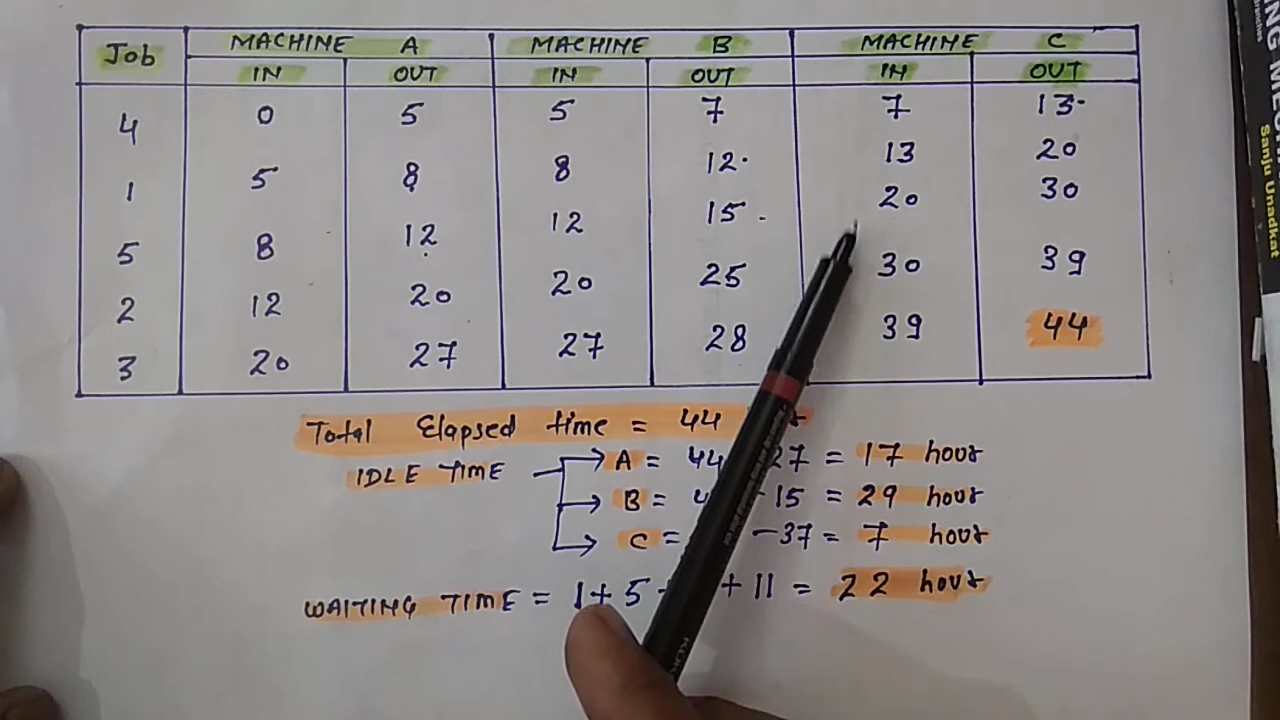 Job MACHINE A MACHINE B MACHINE C
IN OUT IN OUT IN OUT
4 0 5 5 7 7 13
1 5 8 8 12 13 20
5 8 12 12 15 20 30
2 12 20 20 25 30 39
3 20 27 27 28 39 44
Total Elapsed time = 44
IDLE TIME A = 44 27 = 17 hour
B = - 15 = 29 hour
C = - 37 = 7 hour
WAITING TIME = 1 + 5 + + 11 = 22 hour
Sanju Unadkat